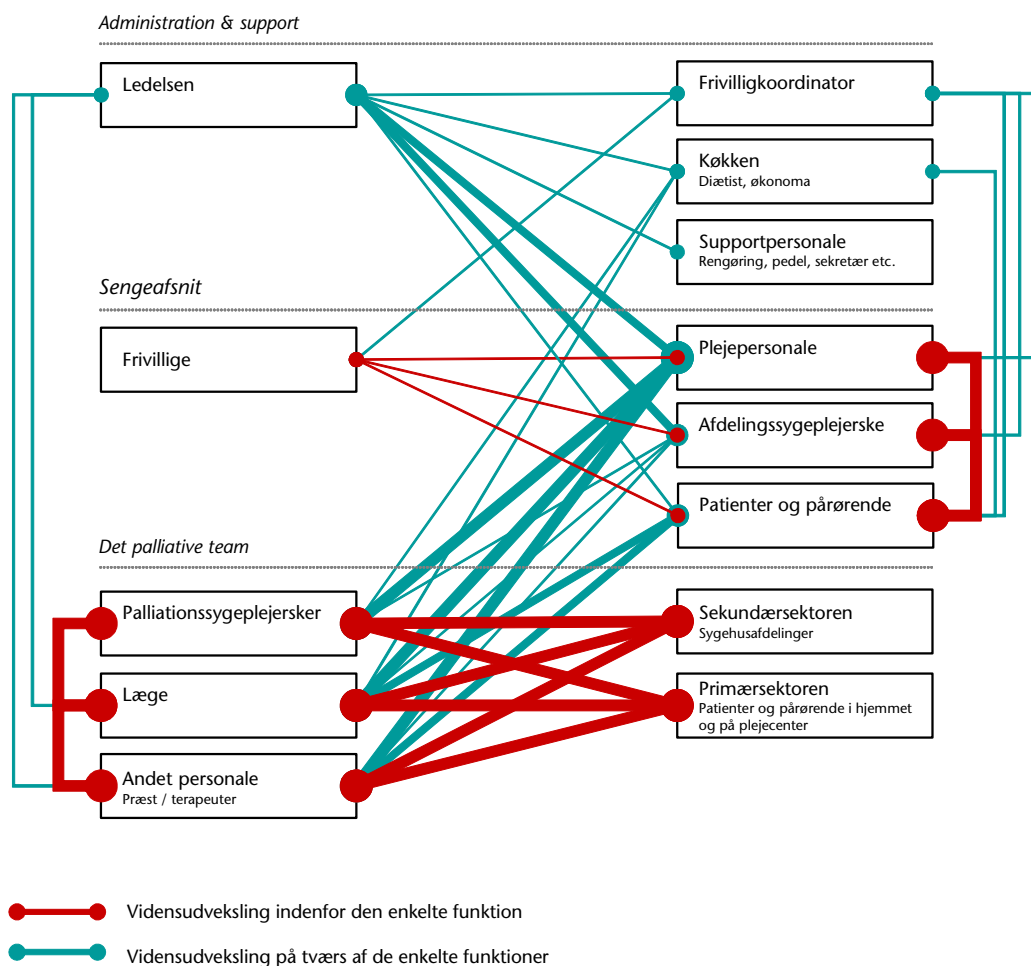 Administration & support
Ledelsen
Frivilligkoordinator
Køkken
Diætist, økonoma
Supportpersonale
Rengøring, pedel, sekretær etc.
Sengeafsnit
Frivillige
Plejepersonale
Afdelingssygeplejerske
Patienter og pårørende
Det palliative team
Palliationssygeplejersker
Læge
Andet personale
Præst / terapeuter
Sekundærsektoren
Sygehusafdelinger
Primærsektoren
Patienter og pårørende i hjemmet
og på plejecenter
Vidensudveksling indenfor den enkelte funktion
Vidensudveksling på tværs af de enkelte funktioner